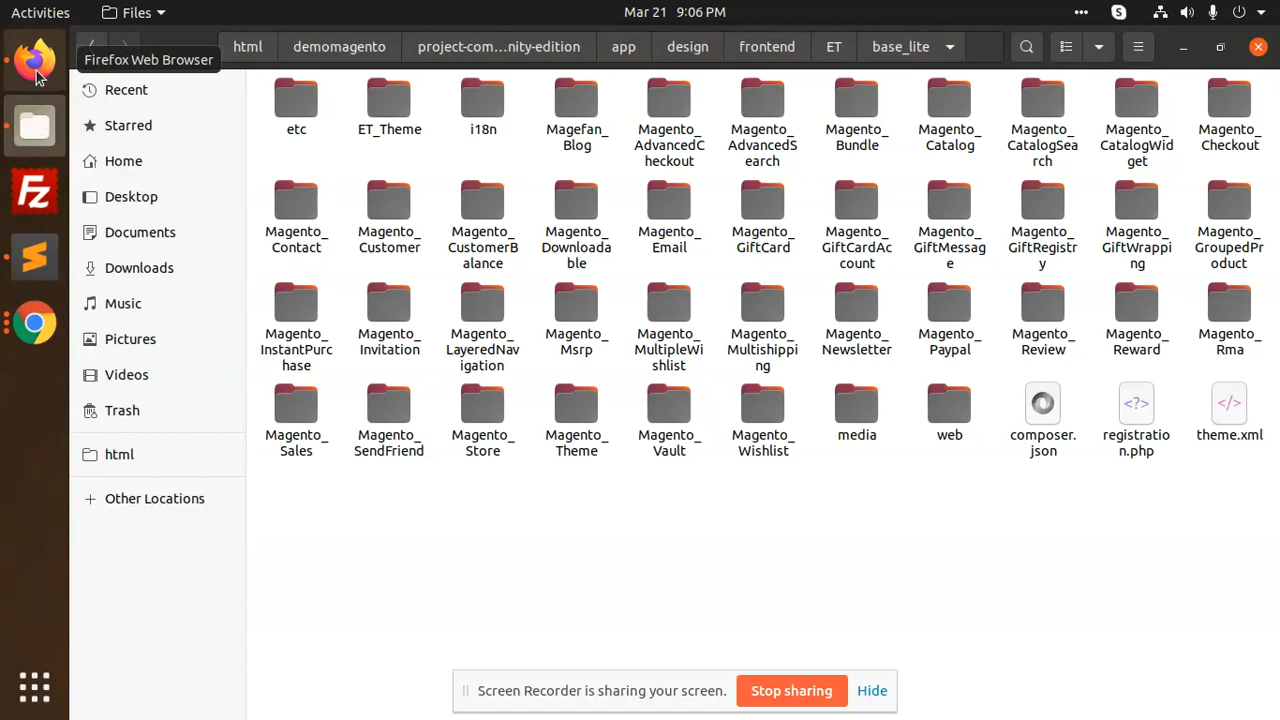 Activities
Files
Mar 21 9:06 PM
Firefox Web Browser
html
demomagento
project-com…nity-edition
app
design
frontend
ET
base_lite
Recent
Starred
Home
Desktop
Documents
Downloads
Music
Pictures
Videos
Trash
html
Other Locations
etc
ET_Theme
i18n
Magefan_
Blog
Magento_
AdvancedC
heckout
Magento_
AdvancedS
earch
Magento_
Bundle
Magento_
Catalog
Magento_
CatalogSea
rch
Magento_
CatalogWid
get
Magento_
Checkout
Magento_
Contact
Magento_
Customer
Magento_
CustomerB
alance
Magento_
Downloada
ble
Magento_
Email
Magento_
GiftCard
Magento_
GiftCardAc
count
Magento_
GiftMessag
e
Magento_
GiftRegistr
y
Magento_
GiftWrappi
ng
Magento_
GroupedPr
oduct
Magento_
InstantPurc
hase
Magento_
Invitation
Magento_
LayeredNav
igation
Magento_
Msrp
Magento_
MultipleWi
shlist
Magento_
Multishippi
ng
Magento_
Newsletter
Magento_
Paypal
Magento_
Review
Magento_
Reward
Magento_
Rma
Magento_
Sales
Magento_
SendFriend
Magento_
Store
Magento_
Theme
Magento_
Vault
Magento_
Wishlist
media
web
composer.
json
registratio
n.php
theme.xml
Screen Recorder is sharing your screen.
Stop sharing
Hide